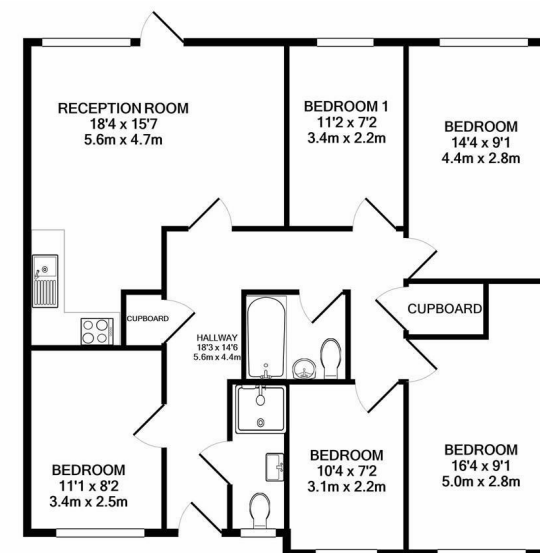 RECEPTION ROOM
18'4 x 15'7
5.6m x 4.7m
BEDROOM 1
11'2 x 7'2
3.4m x 2.2m
BEDROOM
14'4 x 9'1
4.4m x 2.8m
CUPBOARD
CUPBOARD
HALLWAY
18'3 x 14'6
5.6m x 4.4m
BEDROOM
11'1 x 8'2
3.4m x 2.5m
BEDROOM
10'4 x 7'2
3.1m x 2.2m
BEDROOM
16'4 x 9'1
5.0m x 2.8m